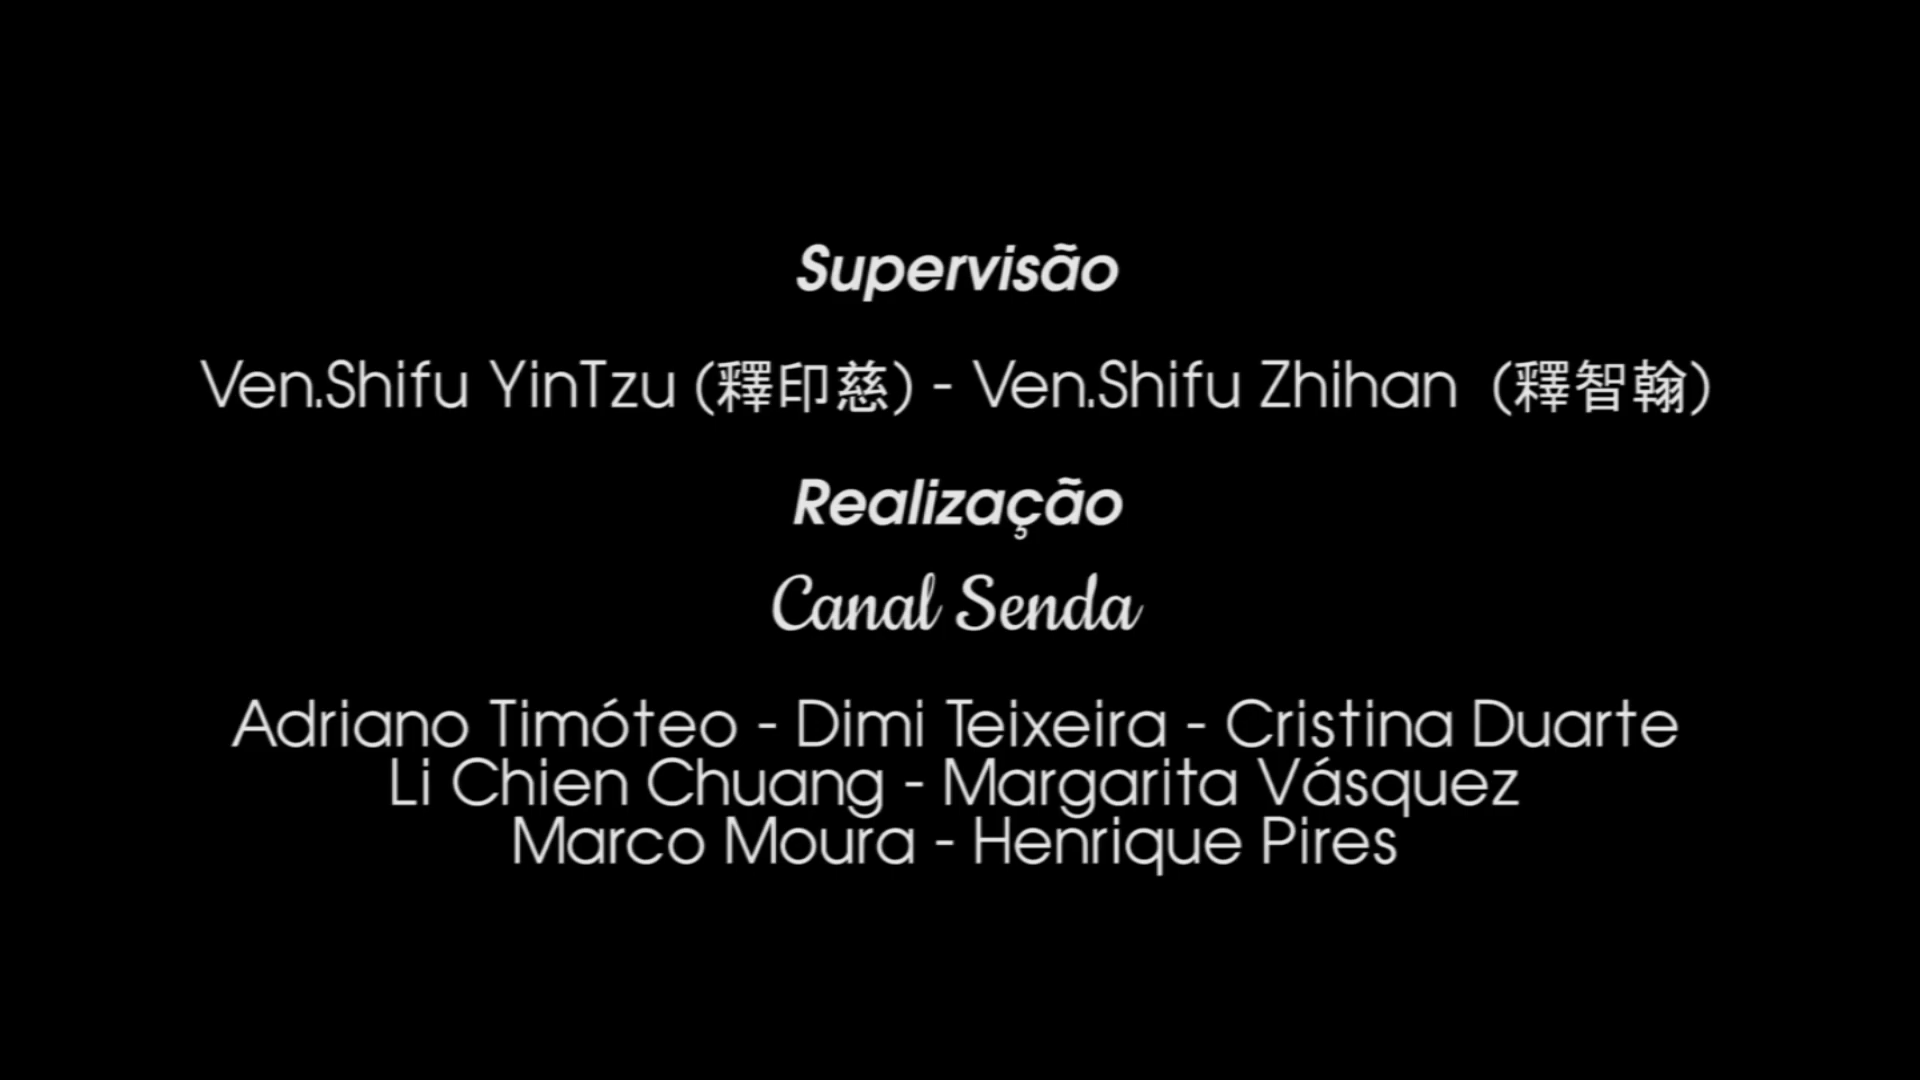 Supervisão
Ven.Shifu YinTzu (釋印慈) - Ven.Shifu Zhihan (釋智翰)
Realização
Canal Senda
Adriano Timóteo - Dimi Teixeira - Cristina Duarte
Li Chien Chuang - Margarita Vásquez
Marco Moura - Henrique Pires